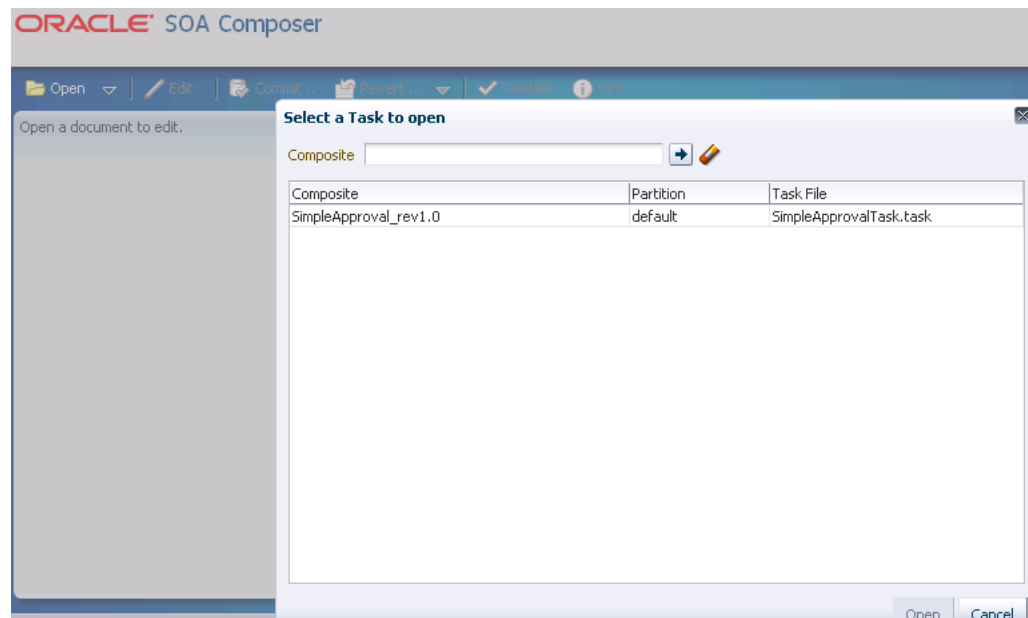 ORACLE SOA Composer
Open Edit Commit .. Revert .. Validate Info
Open a document to edit.
Select a Task to open
Composite
Composite Partition Task File
SimpleApproval_rev1.0 default SimpleApprovalTask.task
Open Cancel